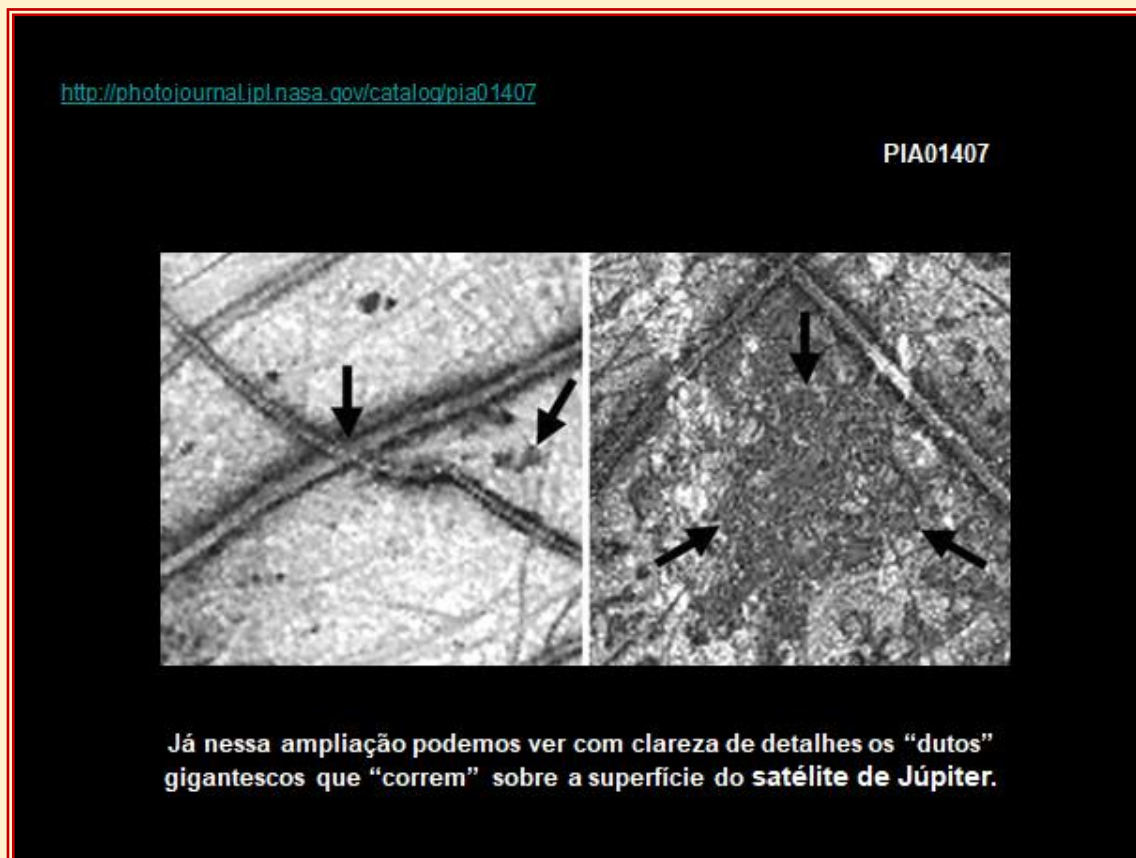 http://photojournal.jpl.nasa.gov/catalog/pia01407
PIA01407
Já nessa ampliação podemos ver com clareza de detalhes os “dutos”
gigantescos que “correm” sobre a superfície do satélite de Júpiter.